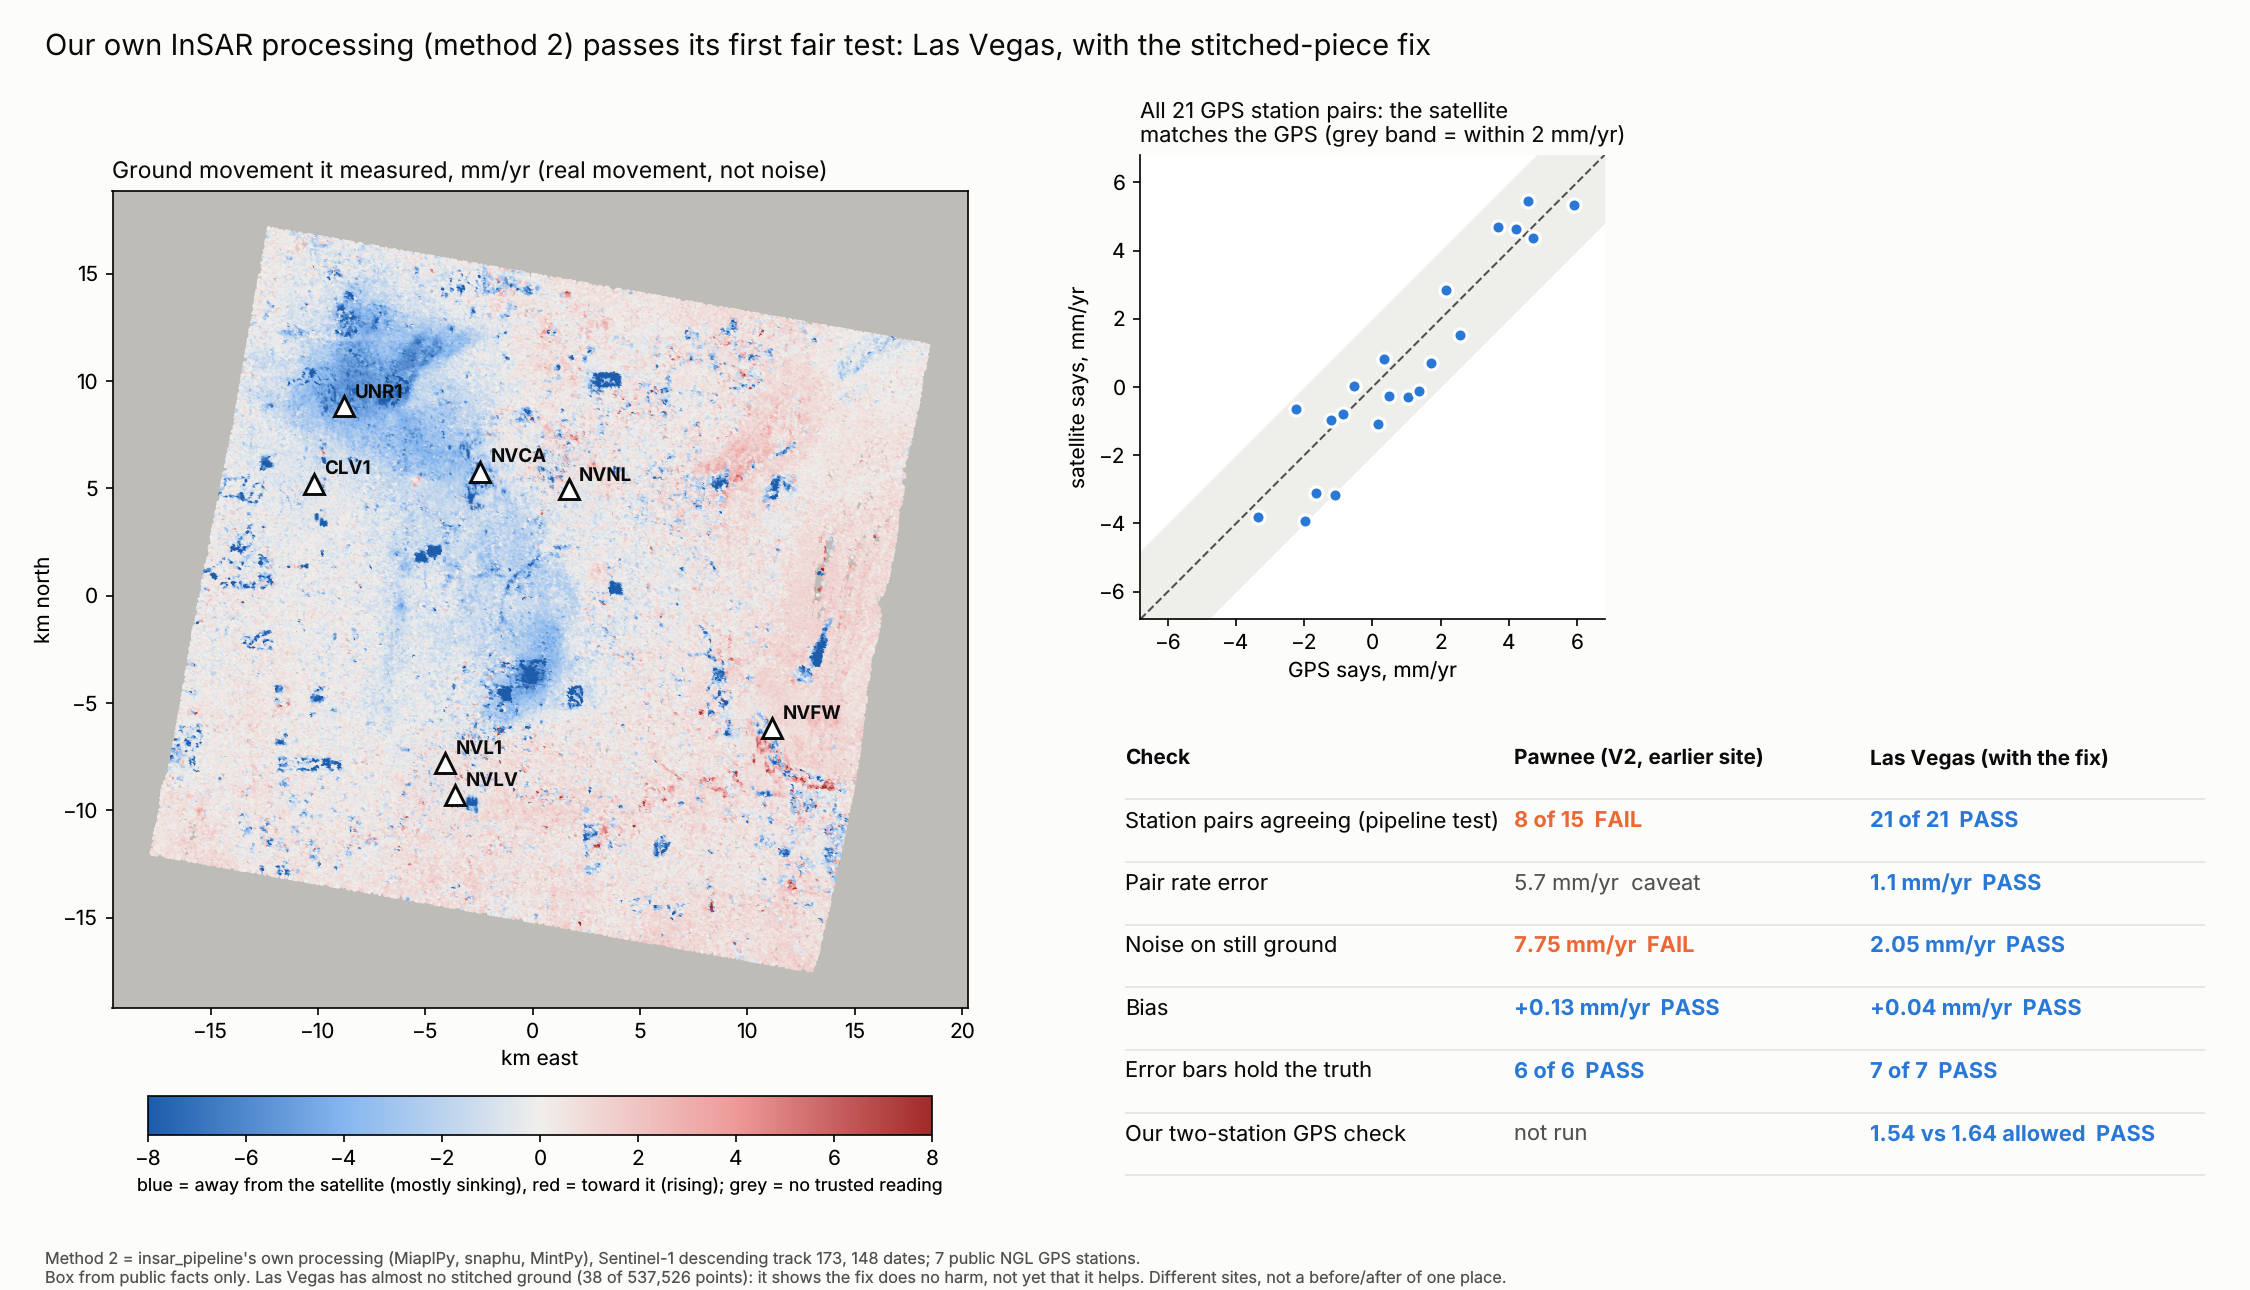 Our own InSAR processing (method 2) passes its first fair test: Las Vegas, with the stitched-piece fix
Ground movement it measured, mm/yr (real movement, not noise)
15
10
5
0
−5
−10
−15
km north
UNR1
CLV1
NVCA
NVNL
NVFW
NVL1
NVLV
−15
−10
−5
0
5
10
15
20
km east
−8
−6
−4
−2
0
2
4
6
8
blue = away from the satellite (mostly sinking), red = toward it (rising); grey = no trusted reading
All 21 GPS station pairs: the satellite
matches the GPS (grey band = within 2 mm/yr)
6
4
2
0
−2
−4
−6
satellite says, mm/yr
−6
−4
−2
0
2
4
6
GPS says, mm/yr
Check Pawnee (V2, earlier site) Las Vegas (with the fix)
Station pairs agreeing (pipeline test) 8 of 15 FAIL 21 of 21 PASS
Pair rate error 5.7 mm/yr caveat 1.1 mm/yr PASS
Noise on still ground 7.75 mm/yr FAIL 2.05 mm/yr PASS
Bias +0.13 mm/yr PASS +0.04 mm/yr PASS
Error bars hold the truth 6 of 6 PASS 7 of 7 PASS
Our two-station GPS check not run 1.54 vs 1.64 allowed PASS
Method 2 = insar_pipeline's own processing (MiaplPy, snaphu, MintPy), Sentinel-1 descending track 173, 148 dates; 7 public NGL GPS stations.
Box from public facts only. Las Vegas has almost no stitched ground (38 of 537,526 points): it shows the fix does no harm, not yet that it helps. Different sites, not a before/after of one place.